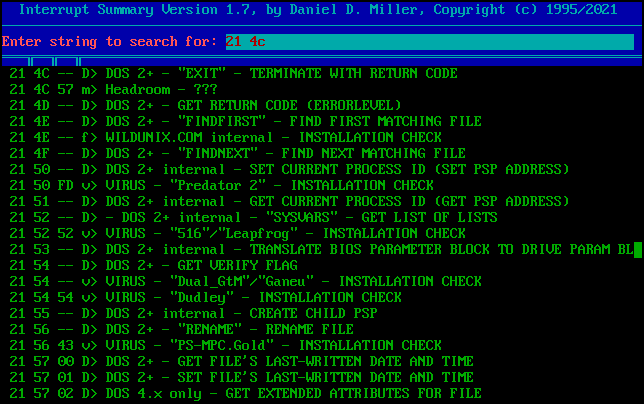 Interrupt Summary Version 1.7, by Daniel D. Miller, Copyright (c) 1995/2021
Enter string to search for: 21 4c
21 4C -- D> DOS 2+ - "EXIT" - TERMINATE WITH RETURN CODE
21 4C 57 m> Headroom - ???
21 4D -- D> DOS 2+ - GET RETURN CODE (ERRORLEVEL)
21 4E -- D> DOS 2+ - "FINDFIRST" - FIND FIRST MATCHING FILE
21 4E -- f> WILDUNIX.COM internal - INSTALLATION CHECK
21 4F -- D> DOS 2+ - "FINDNEXT" - FIND NEXT MATCHING FILE
21 50 -- D> DOS 2+ internal - SET CURRENT PROCESS ID (SET PSP ADDRESS)
21 50 FD v> VIRUS - "Predator 2" - INSTALLATION CHECK
21 51 -- D> DOS 2+ internal - GET CURRENT PROCESS ID (GET PSP ADDRESS)
21 52 -- D> - DOS 2+ internal - "SYSVARS" - GET LIST OF LISTS
21 52 52 v> VIRUS - "516"/"Leapfrog" - INSTALLATION CHECK
21 53 -- D> DOS 2+ internal - TRANSLATE BIOS PARAMETER BLOCK TO DRIVE PARAM BL
21 54 -- D> DOS 2+ - GET VERIFY FLAG
21 54 -- v> VIRUS - "Dual_GtM"/"Ganeu" - INSTALLATION CHECK
21 54 54 v> VIRUS - "Dudley" - INSTALLATION CHECK
21 55 -- D> DOS 2+ internal - CREATE CHILD PSP
21 56 -- D> DOS 2+ - "RENAME" - RENAME FILE
21 56 43 v> VIRUS - "PS-MPC.Gold" - INSTALLATION CHECK
21 57 00 D> DOS 2+ - GET FILE'S LAST-WRITTEN DATE AND TIME
21 57 01 D> DOS 2+ - SET FILE'S LAST-WRITTEN DATE AND TIME
21 57 02 D> DOS 4.x only - GET EXTENDED ATTRIBUTES FOR FILE